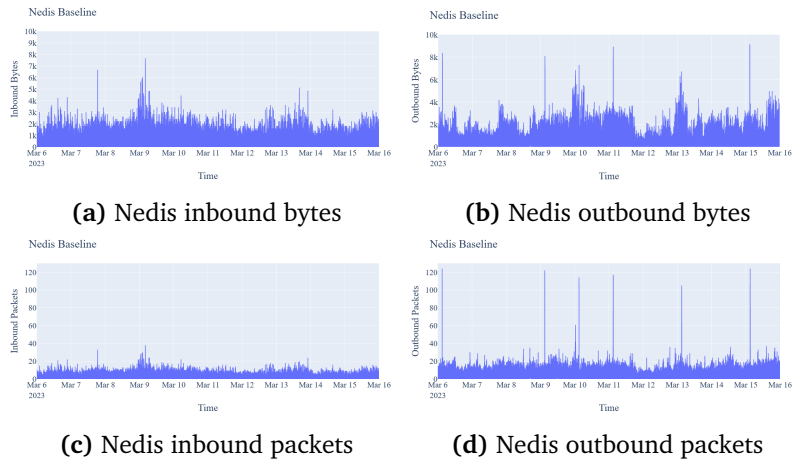 Nedis Baseline
Inbound Bytes
10k
9k
8k
7k
6k
5k
4k
3k
2k
1k
0
Mar 6 Mar 7 Mar 8 Mar 9 Mar 10 Mar 11 Mar 12 Mar 13 Mar 14 Mar 15 Mar 16
2023
Time
(a) Nedis inbound bytes
Nedis Baseline
Outbound Bytes
10k
8k
6k
4k
2k
0
Mar 6 Mar 7 Mar 8 Mar 9 Mar 10 Mar 11 Mar 12 Mar 13 Mar 14 Mar 15 Mar 16
2023
Time
(b) Nedis outbound bytes
Nedis Baseline
Inbound Packets
120
100
80
60
40
20
0
Mar 6 Mar 7 Mar 8 Mar 9 Mar 10 Mar 11 Mar 12 Mar 13 Mar 14 Mar 15 Mar 16
2023
Time
(c) Nedis inbound packets
Nedis Baseline
Outbound Packets
120
100
80
60
40
20
0
Mar 6 Mar 7 Mar 8 Mar 9 Mar 10 Mar 11 Mar 12 Mar 13 Mar 14 Mar 15 Mar 16
2023
Time
(d) Nedis outbound packets